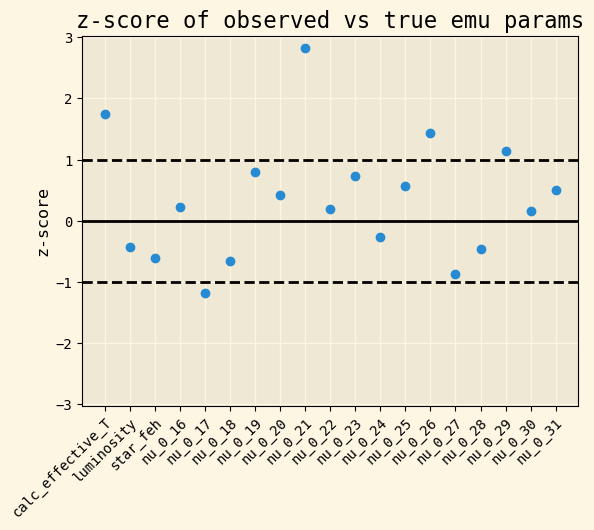 z-score of observed vs true emu params
z-score
3
2
1
0
−1
−2
−3
calc_effective_T
luminosity
star_feh
nu_0_16
nu_0_17
nu_0_18
nu_0_19
nu_0_20
nu_0_21
nu_0_22
nu_0_23
nu_0_24
nu_0_25
nu_0_26
nu_0_27
nu_0_28
nu_0_29
nu_0_30
nu_0_31